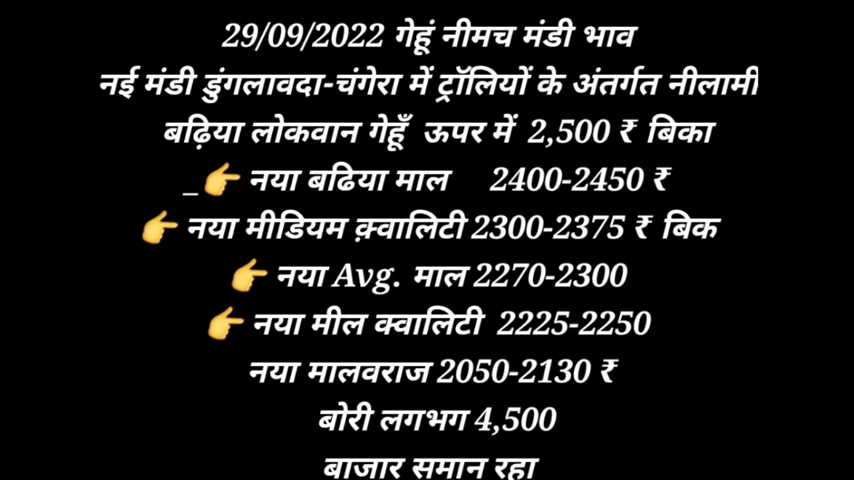 29/09/2022 गेहूं नीमच मंडी भाव
नई मंडी डुंगलावदा-चंगेरा में ट्रॉलियों के अंतर्गत नीलामी
बढ़िया लोकवान गेहूँ ऊपर में 2,500 ₹ बिका
_👉 नया बढिया माल 2400-2450 ₹
👉 नया मीडियम क़्वालिटी 2300-2375 ₹ बिक
👉 नया Avg. माल 2270-2300
👉 नया मील क्वालिटी 2225-2250
नया मालवराज 2050-2130 ₹
बोरी लगभग 4,500
बाजार समान रहा